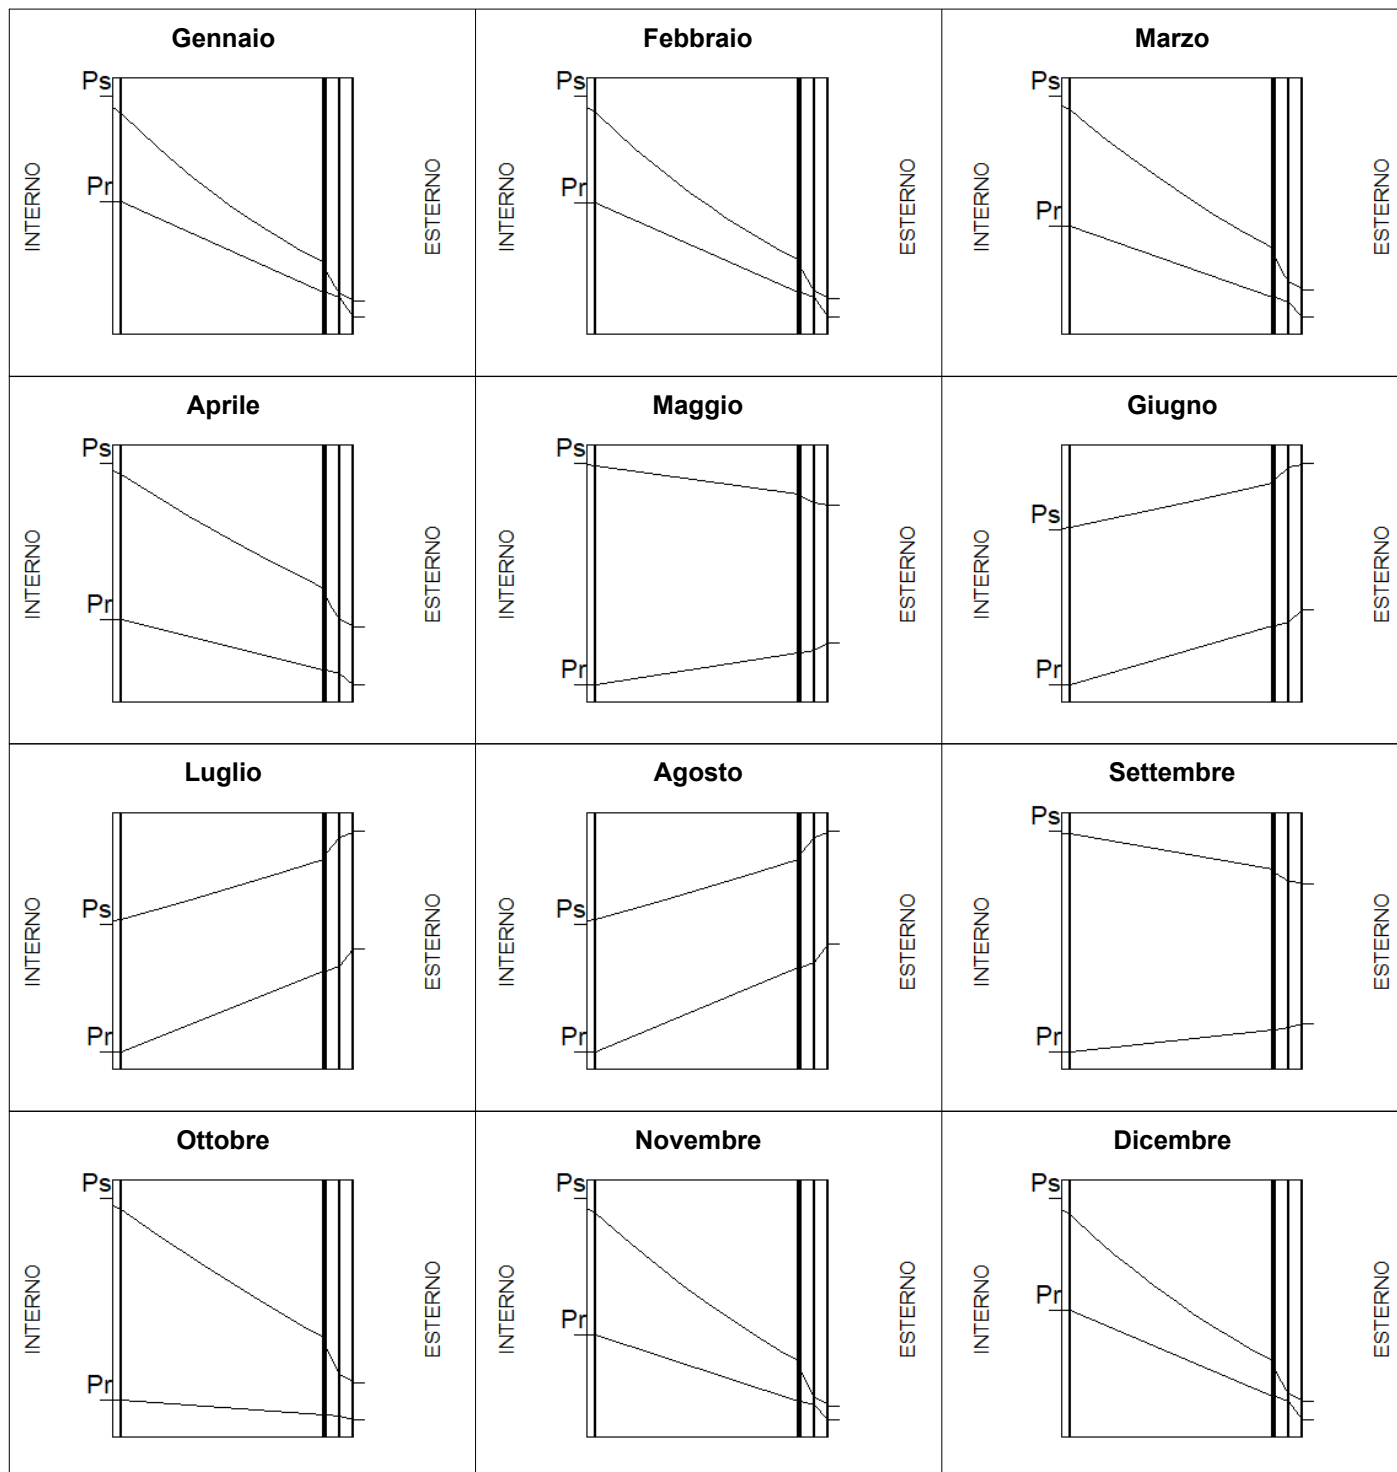 Gennaio
Febbraio
Marzo
Ps
Pr
INTERNO
ESTERNO
Ps
Pr
INTERNO
ESTERNO
Ps
Pr
INTERNO
ESTERNO
Aprile
Maggio
Giugno
Ps
Pr
INTERNO
ESTERNO
Ps
Pr
INTERNO
ESTERNO
Ps
Pr
INTERNO
ESTERNO
Luglio
Agosto
Settembre
Ps
Pr
INTERNO
ESTERNO
Ps
Pr
INTERNO
ESTERNO
Ps
Pr
INTERNO
ESTERNO
Ottobre
Novembre
Dicembre
Ps
Pr
INTERNO
ESTERNO
Ps
Pr
INTERNO
ESTERNO
Ps
Pr
INTERNO
ESTERNO